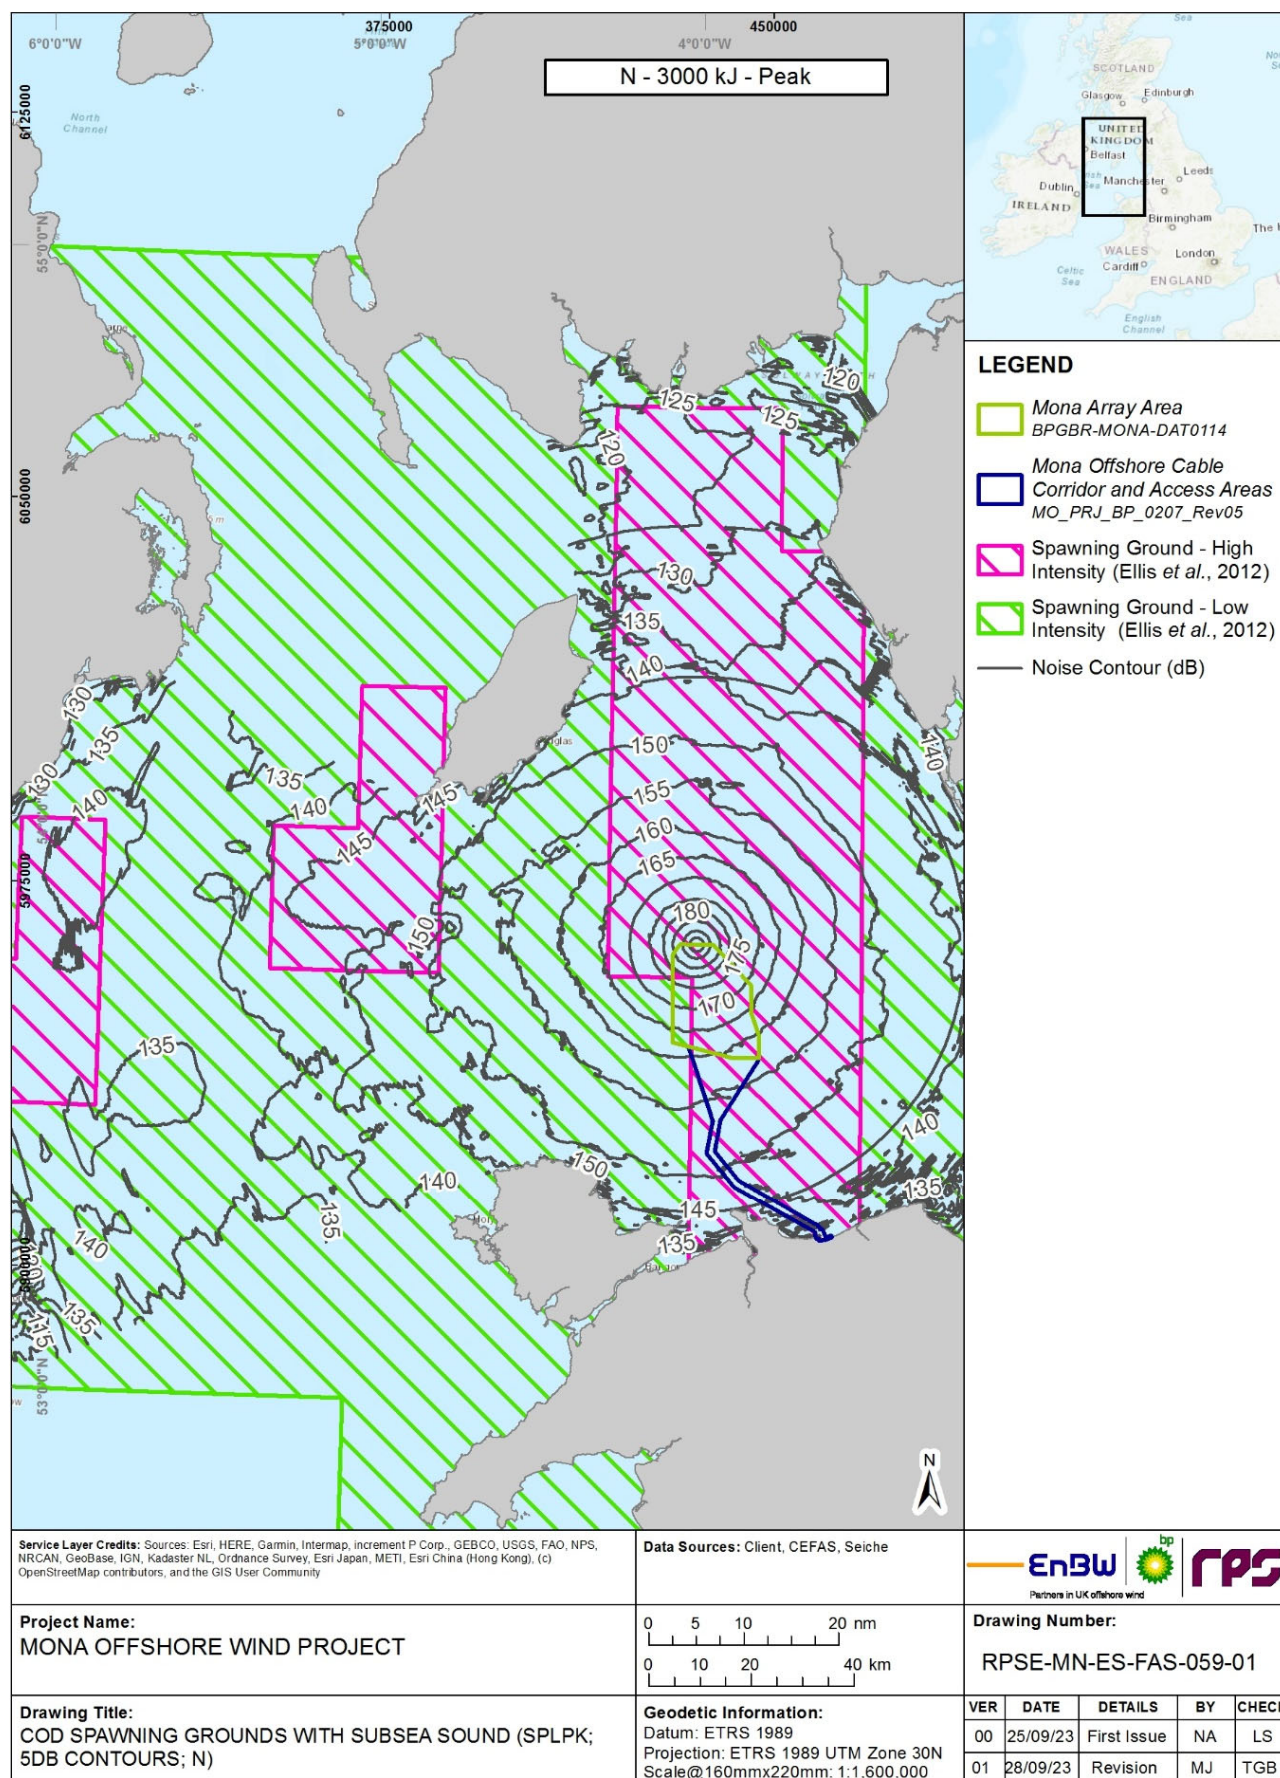 375000
450000
6°0'0"W
5°0'0"W
4°0'0"W
N - 3000 kJ - Peak
6125000
North
Channel
55°0'0"N
6050000
120
125
125
120
130
135
140
150
155
160
165
180
175
170
130
135
130
140
135
140
145
145
150
140
5975000
135
140
150
140
135
145
135
135
140
135
115
53°0'0"N
Bangor
N
Sea
SCOTLAND
Glasgow
Edinburgh
UNITED
KINGDOM
Belfast
Leeds
Dublin
Manchester
IRELAND
Birmingham
The
WALES
London
Cardiff
ENGLAND
Celtic
Sea
English
Channel
LEGEND
Mona Array Area
BPGBR-MONA-DAT0114
Mona Offshore Cable
Corridor and Access Areas
MO_PRJ_BP_0207_Rev05
Spawning Ground - High
Intensity (Ellis et al., 2012)
Spawning Ground - Low
Intensity (Ellis et al., 2012)
Noise Contour (dB)
Service Layer Credits: Sources: Esri, HERE, Garmin, Intermap, increment P Corp., GEBCO, USGS, FAO, NPS,
NRCAN, GeoBase, IGN, Kadaster NL, Ordnance Survey, Esri Japan, METI, Esri China (Hong Kong), (c)
OpenStreetMap contributors, and the GIS User Community
Data Sources: Client, CEFAS, Seiche
EnBW
bp
rps
Partners in UK offshore wind
Project Name:
MONA OFFSHORE WIND PROJECT
0 5 10 20 nm
0 10 20 40 km
Drawing Number:
RPSE-MN-ES-FAS-059-01
Drawing Title:
COD SPAWNING GROUNDS WITH SUBSEA SOUND (SPLPK;
5DB CONTOURS; N)
Geodetic Information:
Datum: ETRS 1989
Projection: ETRS 1989 UTM Zone 30N
Scale@160mmx220mm: 1:1,600,000
VER DATE DETAILS BY CHECK
00 25/09/23 First Issue NA LS
01 28/09/23 Revision MJ TGB